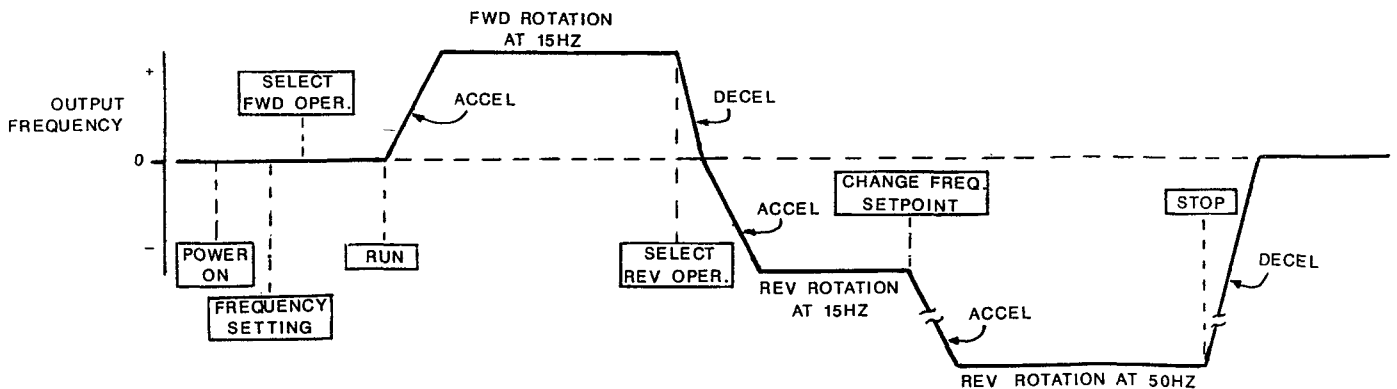 FWD ROTATION
AT 15HZ
+
SELECT
FWD OPER.
ACCEL
DECEL
OUTPUT
FREQUENCY
0
CHANGE FREQ.
SETPOINT
ACCEL
STOP
–
POWER
ON
RUN
SELECT
REV OPER.
DECEL
FREQUENCY
SETTING
REV ROTATION
AT 15HZ
ACCEL
REV ROTATION AT 50HZ